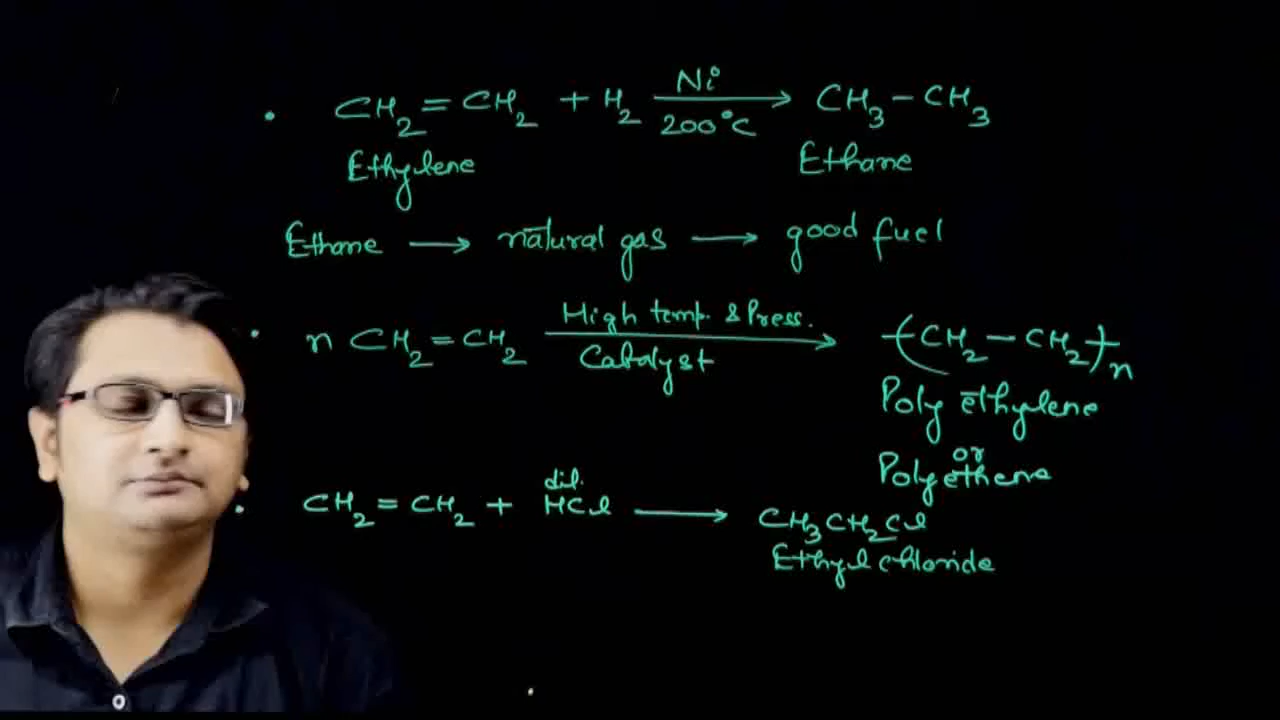 • CH₂=CH₂ + H₂ Ni 200°C → CH₃–CH₃
Ethylene Ethane
Ethane → natural gas → good fuel
• n CH₂=CH₂ High temp. & Press. Catalyst → –(CH₂–CH₂)–n
Poly ethylene
or
Polyethene
• CH₂=CH₂ + dil. HCl → CH₃CH₂Cl
Ethyl chloride